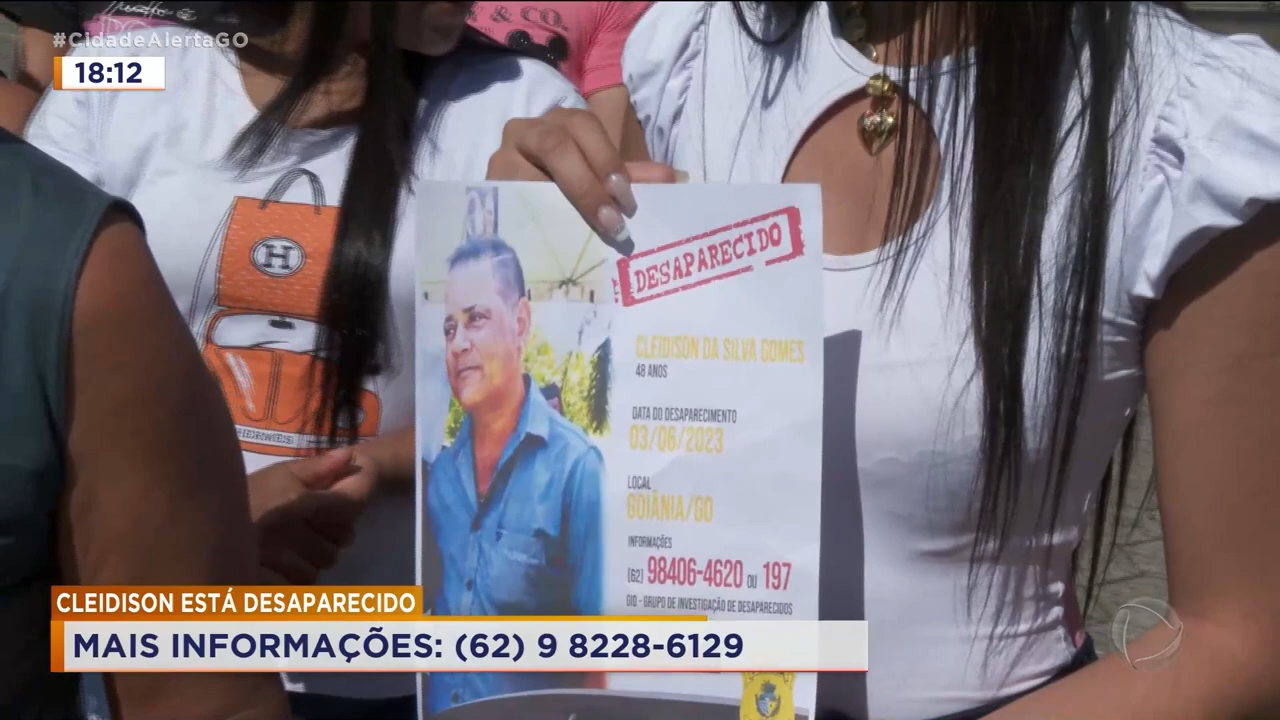 #CidadeAlertaGO
18:12
& CO.
H
DESAPARECIDO
CLEIDISON DA SILVA GOMES
48 ANOS
DATA DO DESAPARECIMENTO
03/06/2023
LOCAL
GOIÂNIA/GO
INFORMAÇÕES
(62) 98406-4620 OU 197
GID - GRUPO DE INVESTIGAÇÃO DE DESAPARECIDOS
CLEIDISON ESTÁ DESAPARECIDO
MAIS INFORMAÇÕES: (62) 9 8228-6129